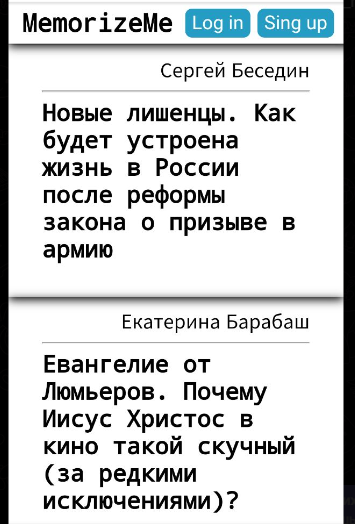 MemorizeMe Log in Sing up
Сергей Беседин
Новые лишенцы. Как
будет устроена
жизнь в России
после реформы
закона о призыве в
армию
Екатерина Барабаш
Евангелие от
Люмьеров. Почему
Иисус Христос в
кино такой скучный
(за редкими
исключениями)?